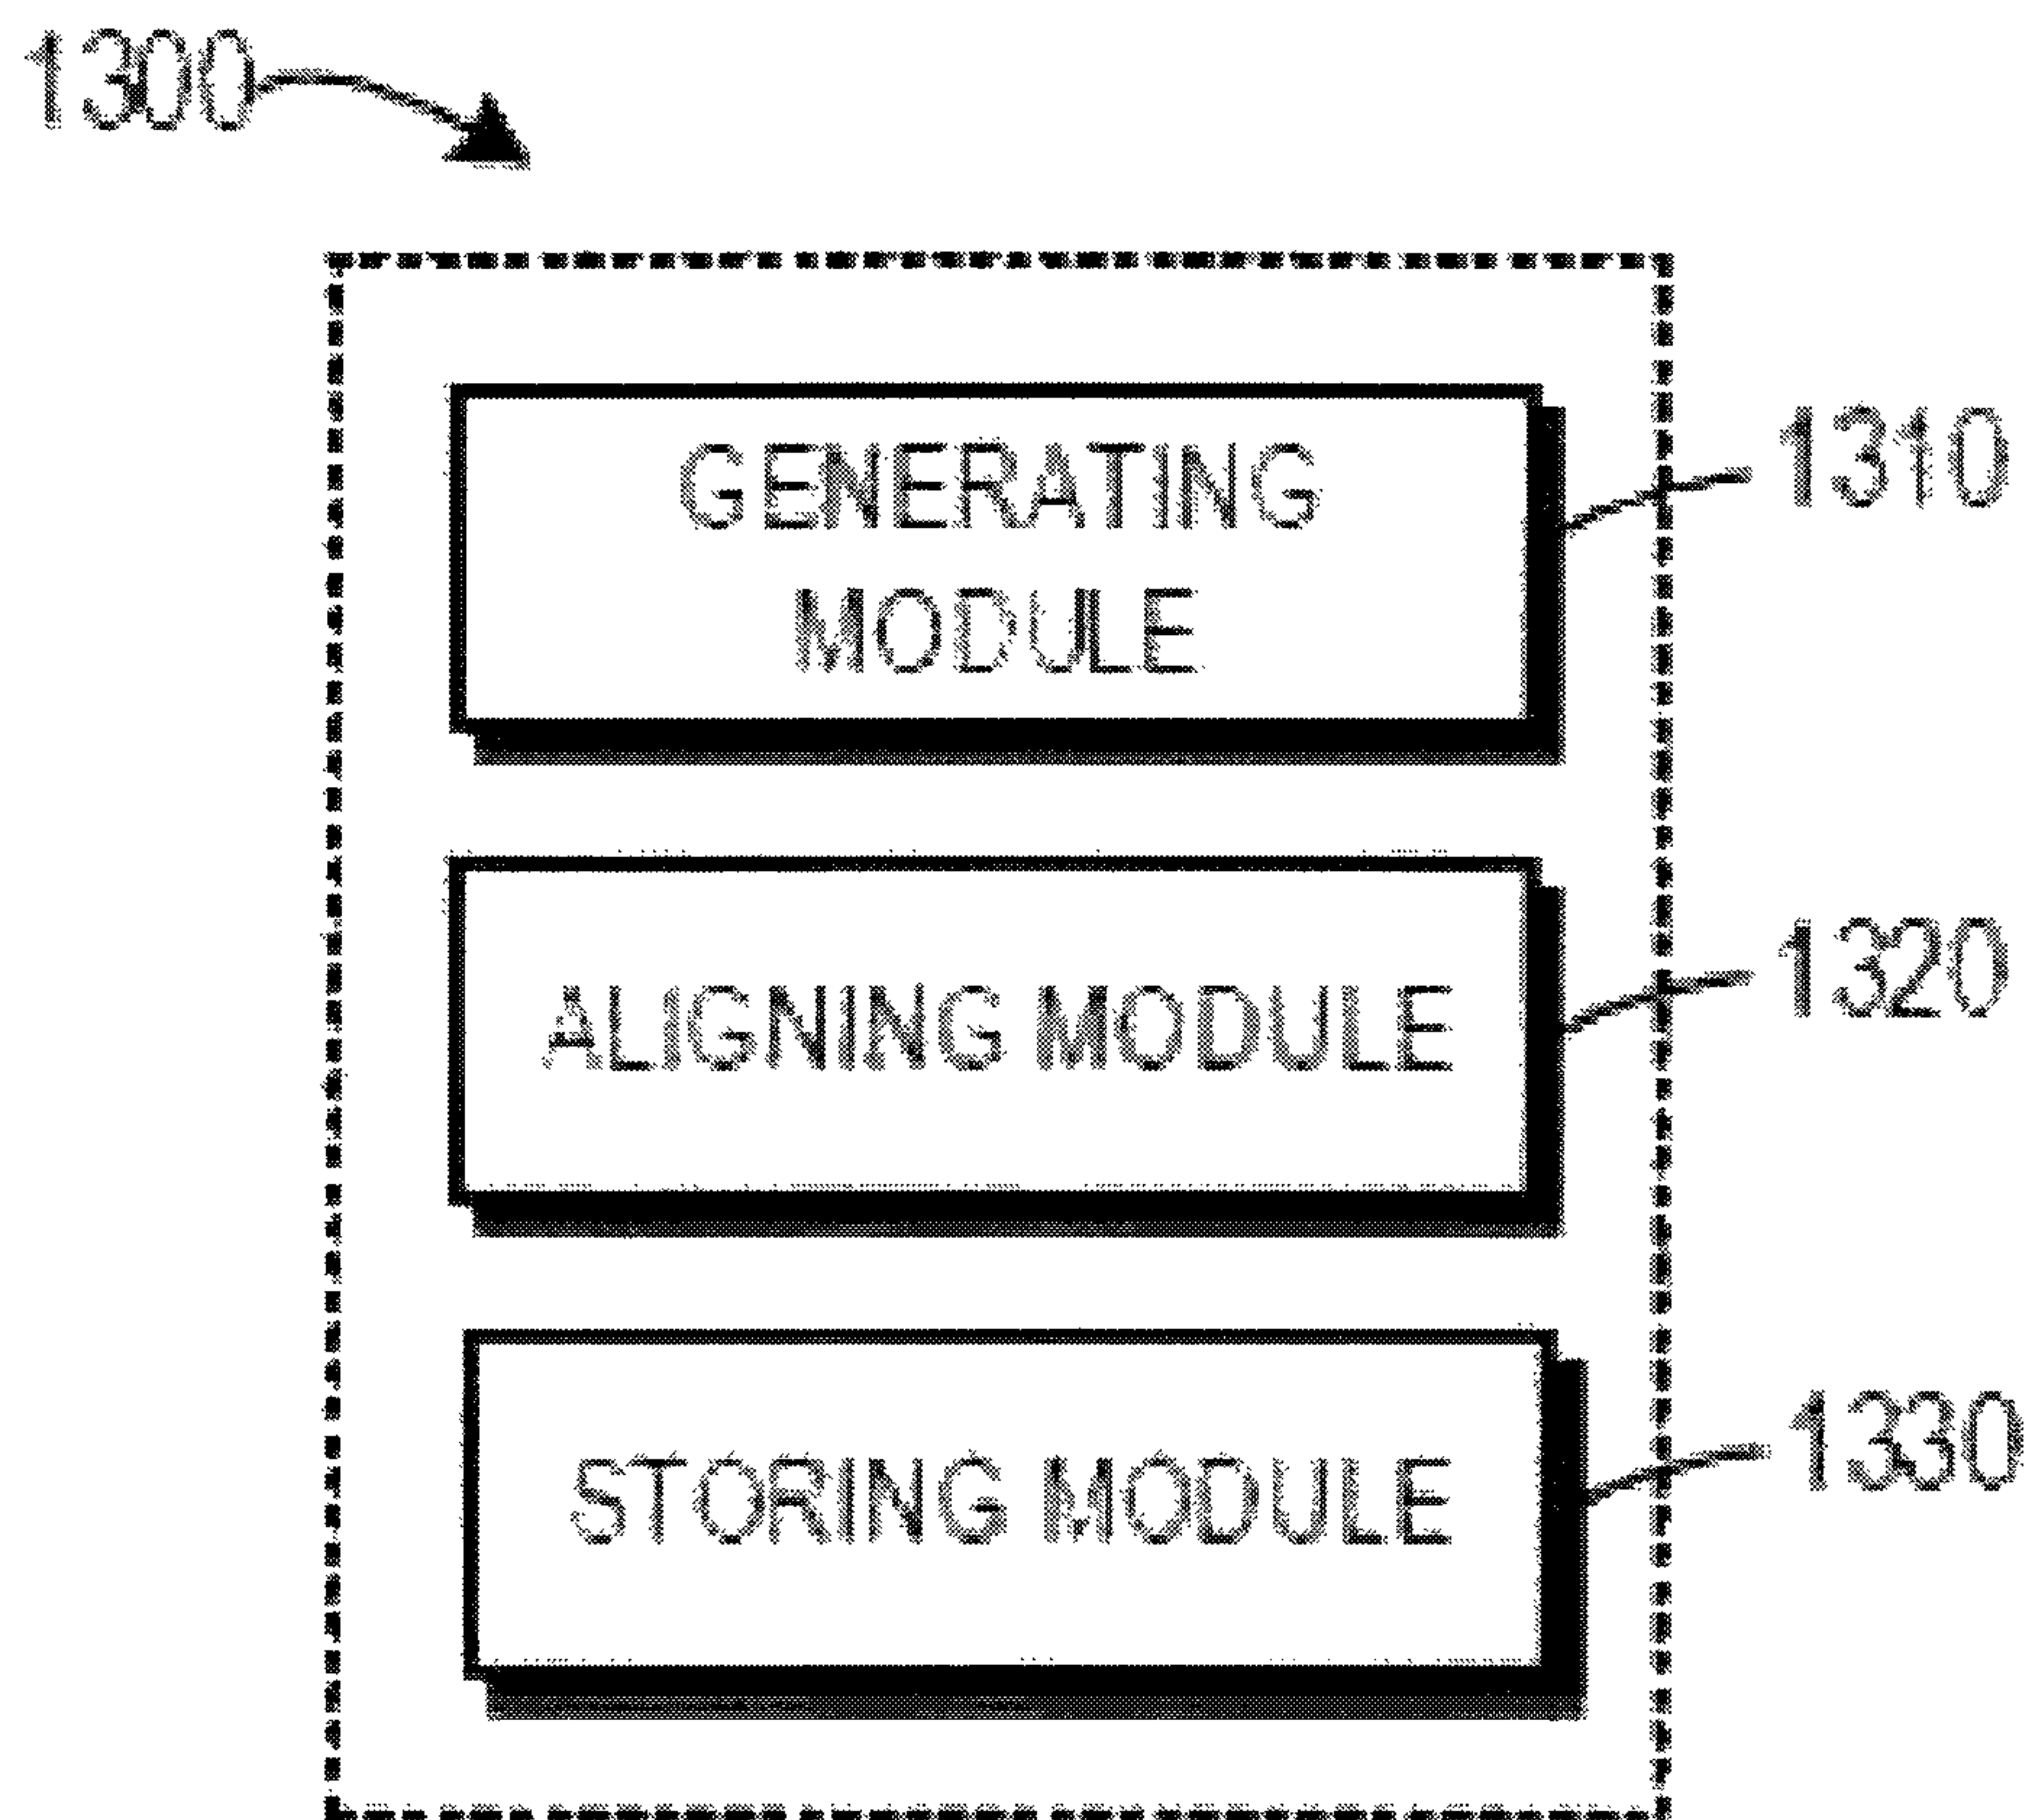 1300
GENERATING
MODULE
1310
ALIGNING MODULE
1320
STORING MODULE
1330